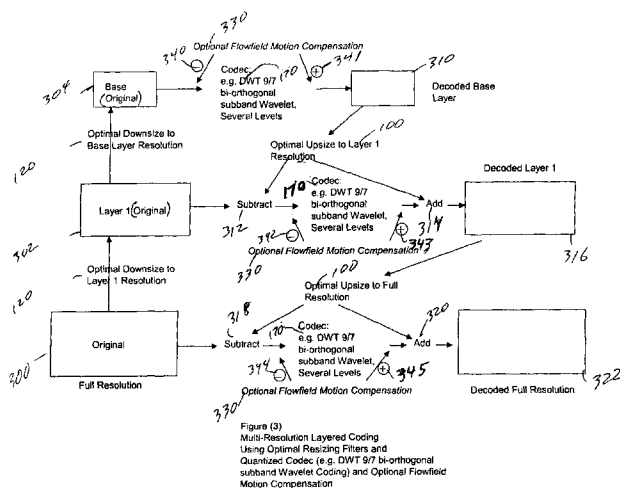 330
Optional Flowfield Motion Compensation
340
341
310
304
Base
(Original)
Codec: 170
e.g. DWT 9/7
bi-orthogonal
subband Wavelet,
Several Levels
Decoded Base
Layer
Optimal Downsize to
Base Layer Resolution
120
Optimal Upsize to Layer 1
Resolution
100
Decoded Layer 1
Layer 1 (Original)
302
Subtract
312
170
Codec:
e.g. DWT 9/7
bi-orthogonal
subband Wavelet,
Several Levels
Add
314
316
342
343
Optional Flowfield Motion Compensation
330
Optimal Downsize to
Layer 1 Resolution
120
100
Optimal Upsize to Full
Resolution
Original
300
Full Resolution
318
Subtract
170
Codec:
e.g. DWT 9/7
bi-orthogonal
subband Wavelet,
Several Levels
320
Add
344
345
Optional Flowfield Motion Compensation
330
Decoded Full Resolution
322
Figure (3)
Multi-Resolution Layered Coding
Using Optimal Resizing Filters and
Quantized Codec (e.g. DWT 9/7 bi-orthogonal
subband Wavelet Coding) and Optional Flowfield
Motion Compensation